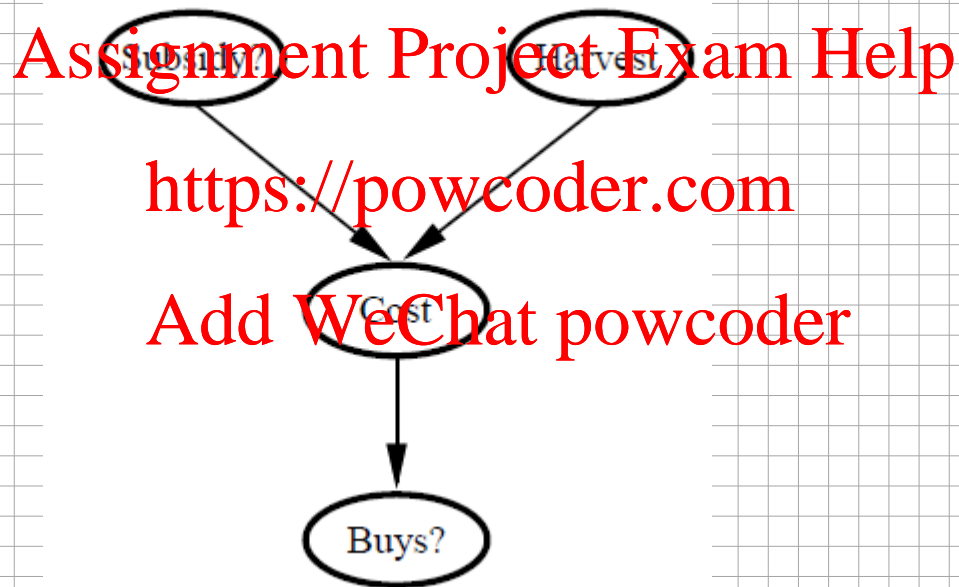 Assignment Project Exam Help
Subsidy?
Harvest
https://powcoder.com
Add WeChat powcoder
Cost
Buys?